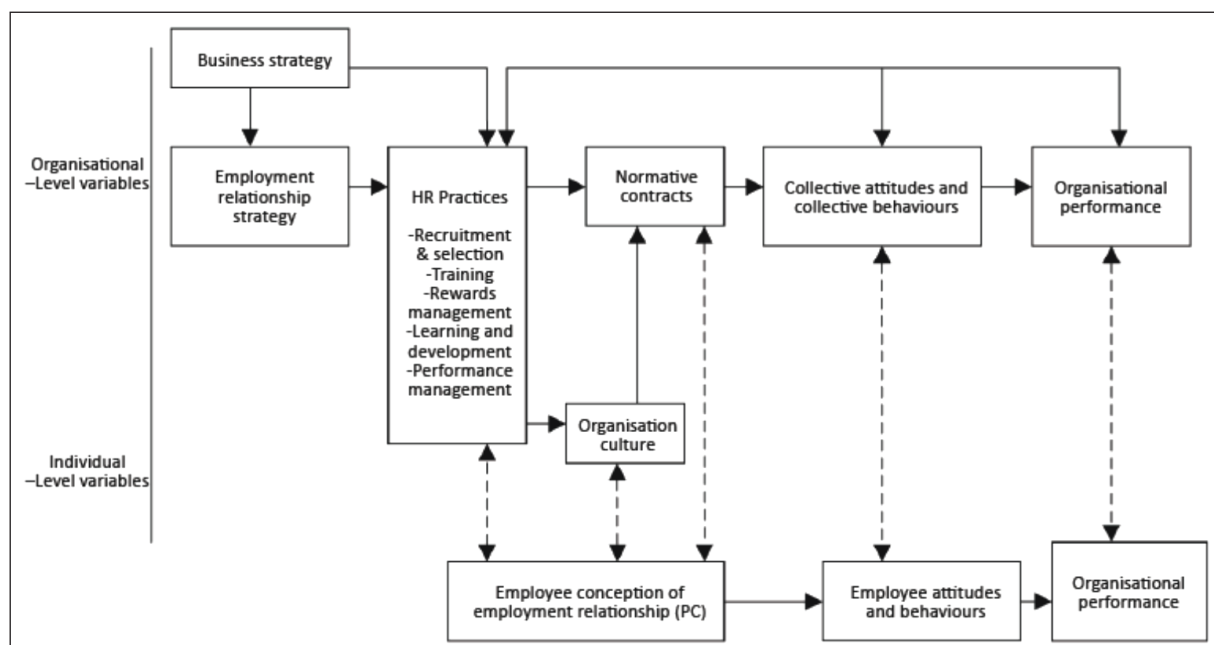 Business strategy
Organisational
–Level variables
Employment
relationship
strategy
HR Practices
-Recruitment
& selection
-Training
-Rewards
management
-Learning and
development
-Performance
management
Normative
contracts
Collective attitudes and
collective behaviours
Organisational
performance
Organisation
culture
Individual
–Level variables
Employee conception of
employment relationship (PC)
Employee attitudes
and behaviours
Organisational
performance